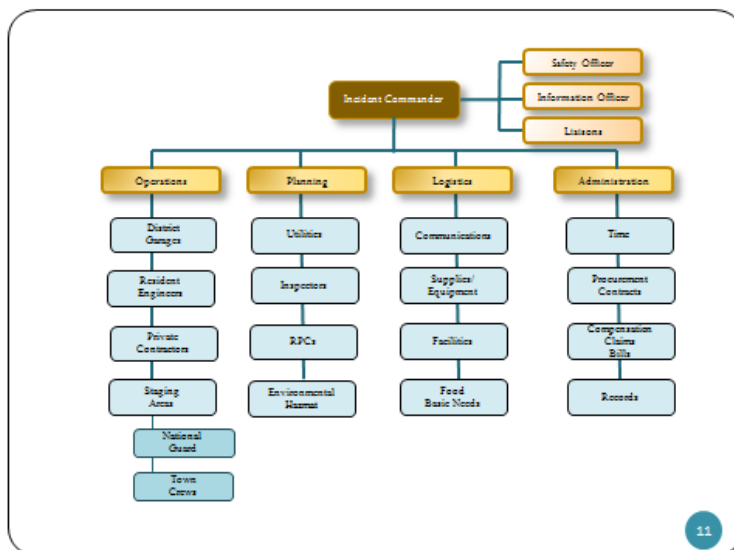 Safety Officer
Incident Commander
Information Officer
Liaisons
Operations
Planning
Logistics
Administration
District
Garages
Utilities
Communications
Time
Resident
Engineers
Inspectors
Supplies/
Equipment
Procurement
Contracts
Private
Contractors
RPCs
Facilities
Compensation
Claims
Bills
Staging
Areas
Environmental
Hazmat
Food
Basic Needs
Records
National
Guard
Town
Crews
11